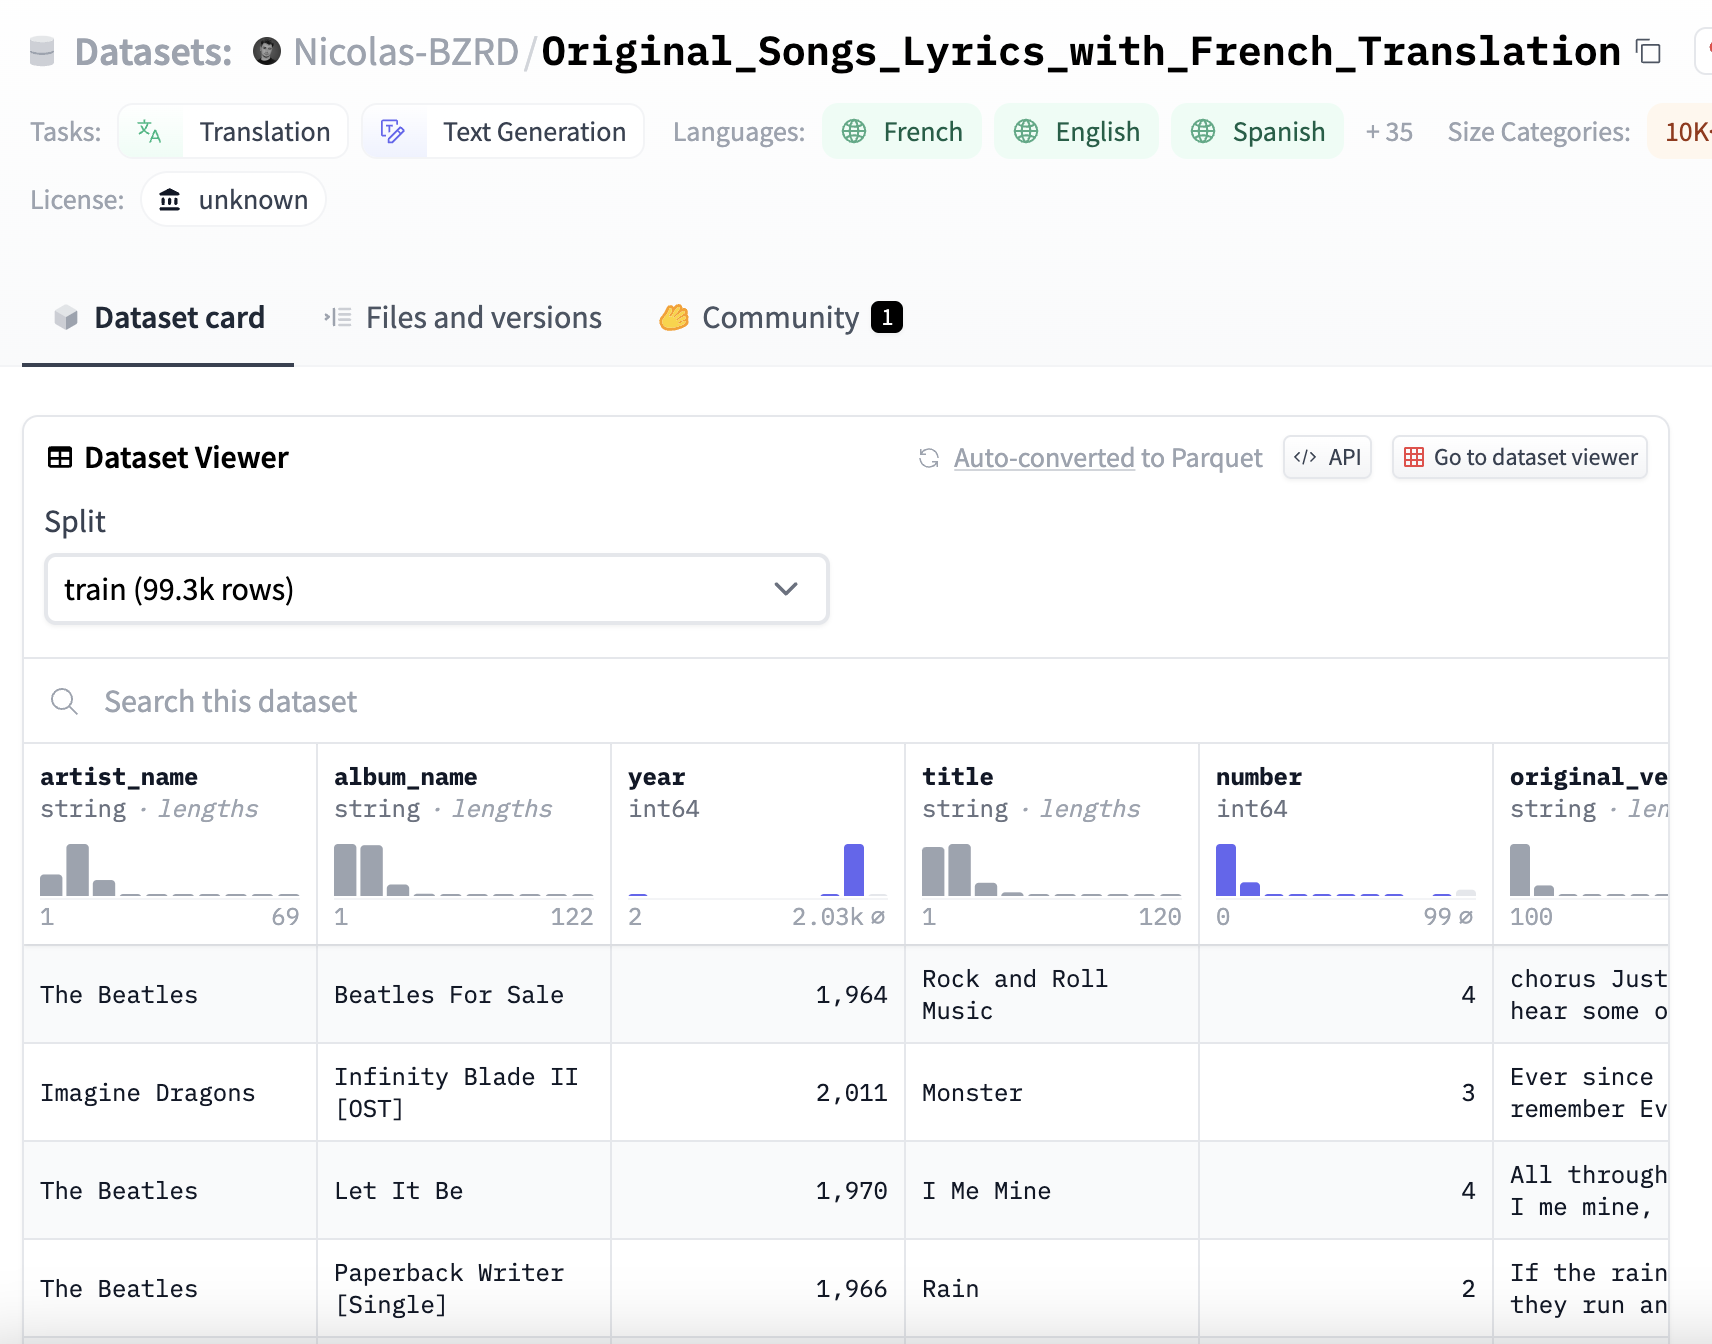 Datasets: Nicolas-BZRD/Original_Songs_Lyrics_with_French_Translation
Tasks: Translation Text Generation Languages: French English Spanish + 35 Size Categories: 10K
License: unknown
Dataset card Files and versions Community 1
Dataset Viewer Auto-converted to Parquet </> API Go to dataset viewer
Split
train (99.3k rows)
Search this dataset
artist_name album_name year title number original_ve
string · lengths string · lengths int64 string · lengths int64 string · len
1 69 1 122 2 2.03k ∅ 1 120 0 99 ∅ 100
The Beatles Beatles For Sale 1,964 Rock and Roll Music 4 chorus Just hear some o
Imagine Dragons Infinity Blade II [OST] 2,011 Monster 3 Ever since remember Ev
The Beatles Let It Be 1,970 I Me Mine 4 All through I me mine,
The Beatles Paperback Writer [Single] 1,966 Rain 2 If the rain they run an